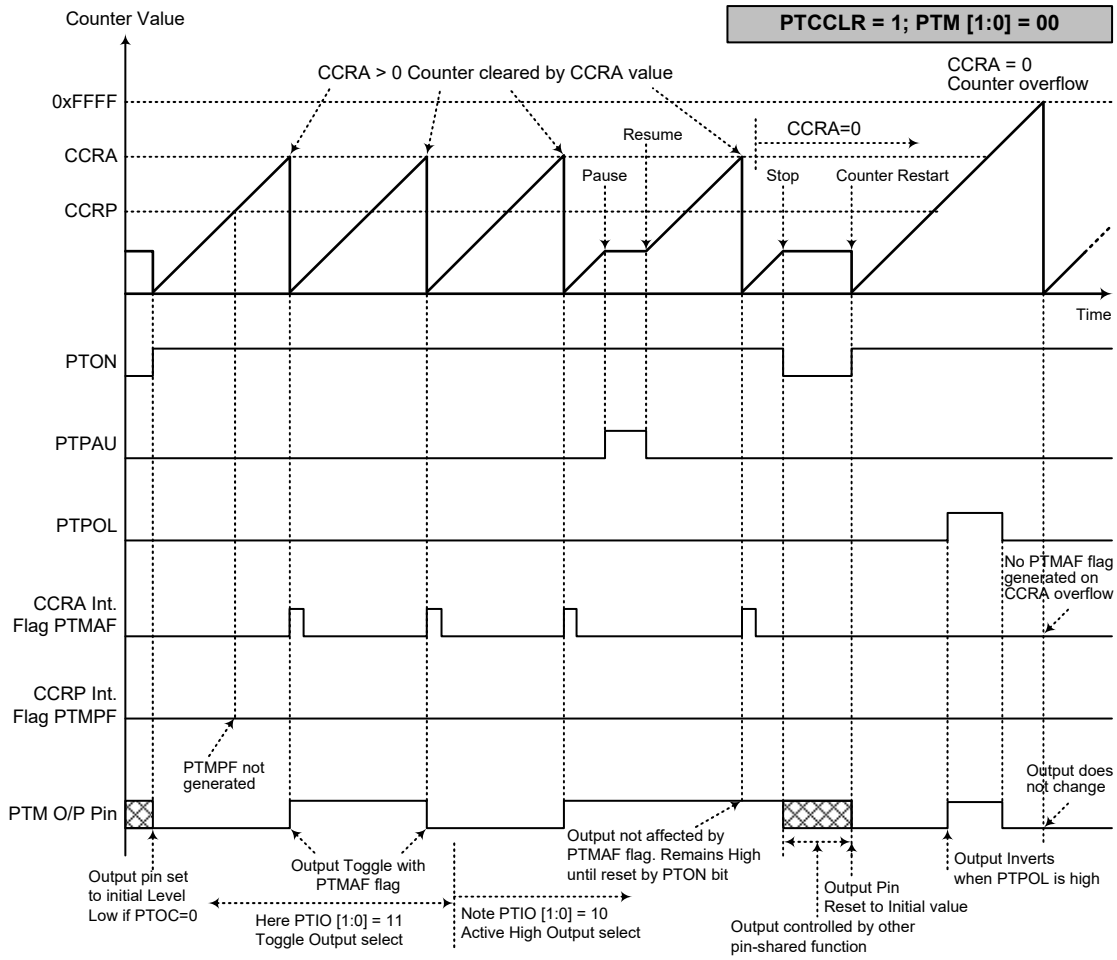 Counter Value
PTCCLR = 1; PTM [1:0] = 00
CCRA > 0 Counter cleared by CCRA value
CCRA = 0
Counter overflow
0xFFFF
Resume
CCRA=0
CCRA
Pause
Stop
Counter Restart
CCRP
Time
PTON
PTPAU
PTPOL
No PTMAF flag
generated on
CCRA overflow
CCRA Int.
Flag PTMAF
CCRP Int.
Flag PTMPF
PTMPF not
generated
Output does
not change
PTM O/P Pin
Output pin set
to initial Level
Low if PTOC=0
Output Toggle with
PTMAF flag
Output not affected by
PTMAF flag. Remains High
until reset by PTON bit
Output Inverts
when PTPOL is high
Output Pin
Reset to Initial value
Here PTIO [1:0] = 11
Toggle Output select
Note PTIO [1:0] = 10
Active High Output select
Output controlled by other
pin-shared function